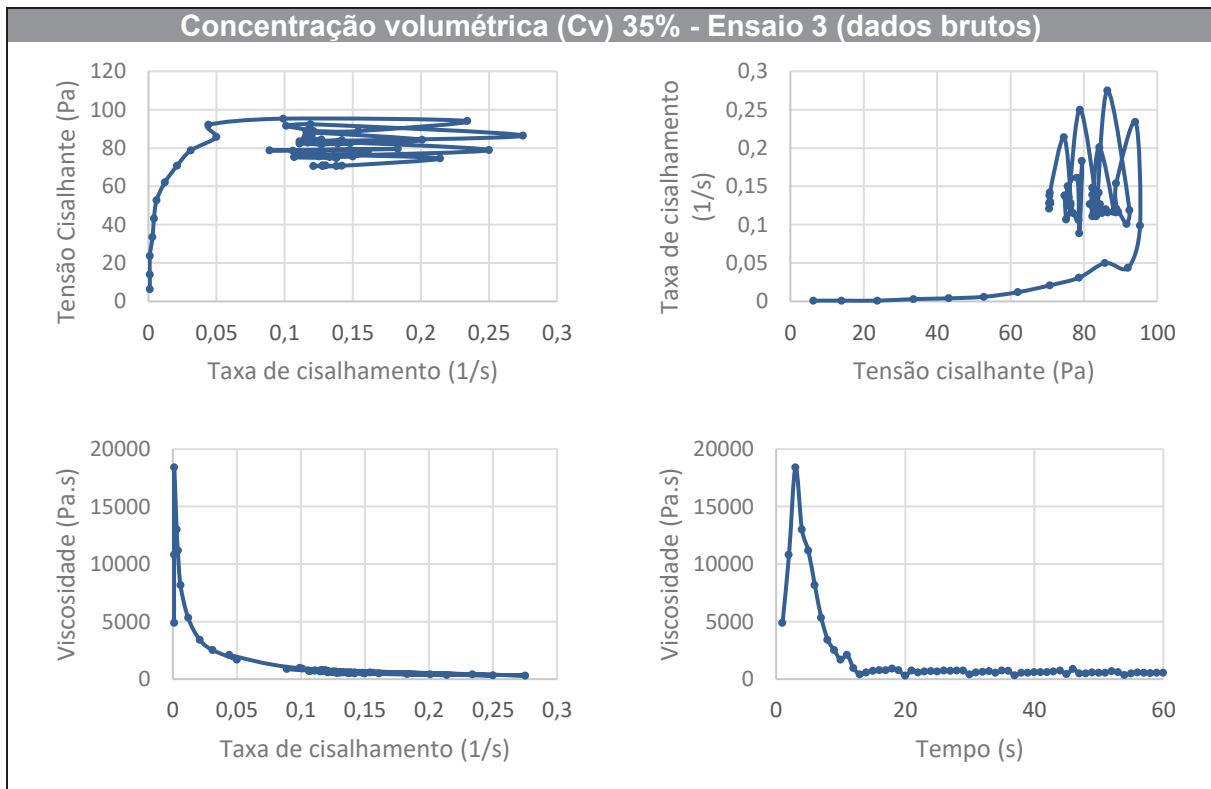 Concentração volumétrica (Cv) 35% - Ensaio 3 (dados brutos)
Tensão Cisalhante (Pa)
120
100
80
60
40
20
0
0 0,05 0,1 0,15 0,2 0,25 0,3
Taxa de cisalhamento (1/s)
Taxa de cisalhamento
(1/s)
0,3
0,25
0,2
0,15
0,1
0,05
0
0 20 40 60 80 100
Tensão cisalhante (Pa)
Viscosidade (Pa.s)
20000
15000
10000
5000
0
0 0,05 0,1 0,15 0,2 0,25 0,3
Taxa de cisalhamento (1/s)
Viscosidade (Pa.s)
20000
15000
10000
5000
0
0 20 40 60
Tempo (s)